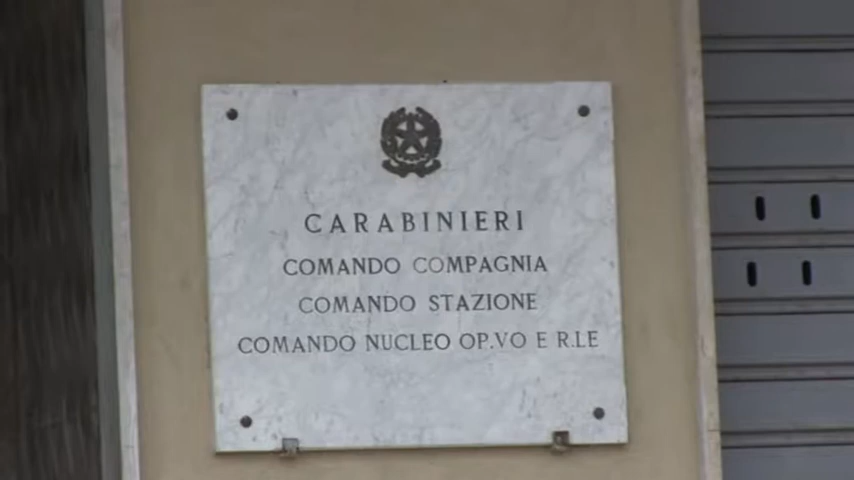 CARABINIERI
COMANDO COMPAGNIA
COMANDO STAZIONE
COMANDO NUCLEO OP.VO E R.LE